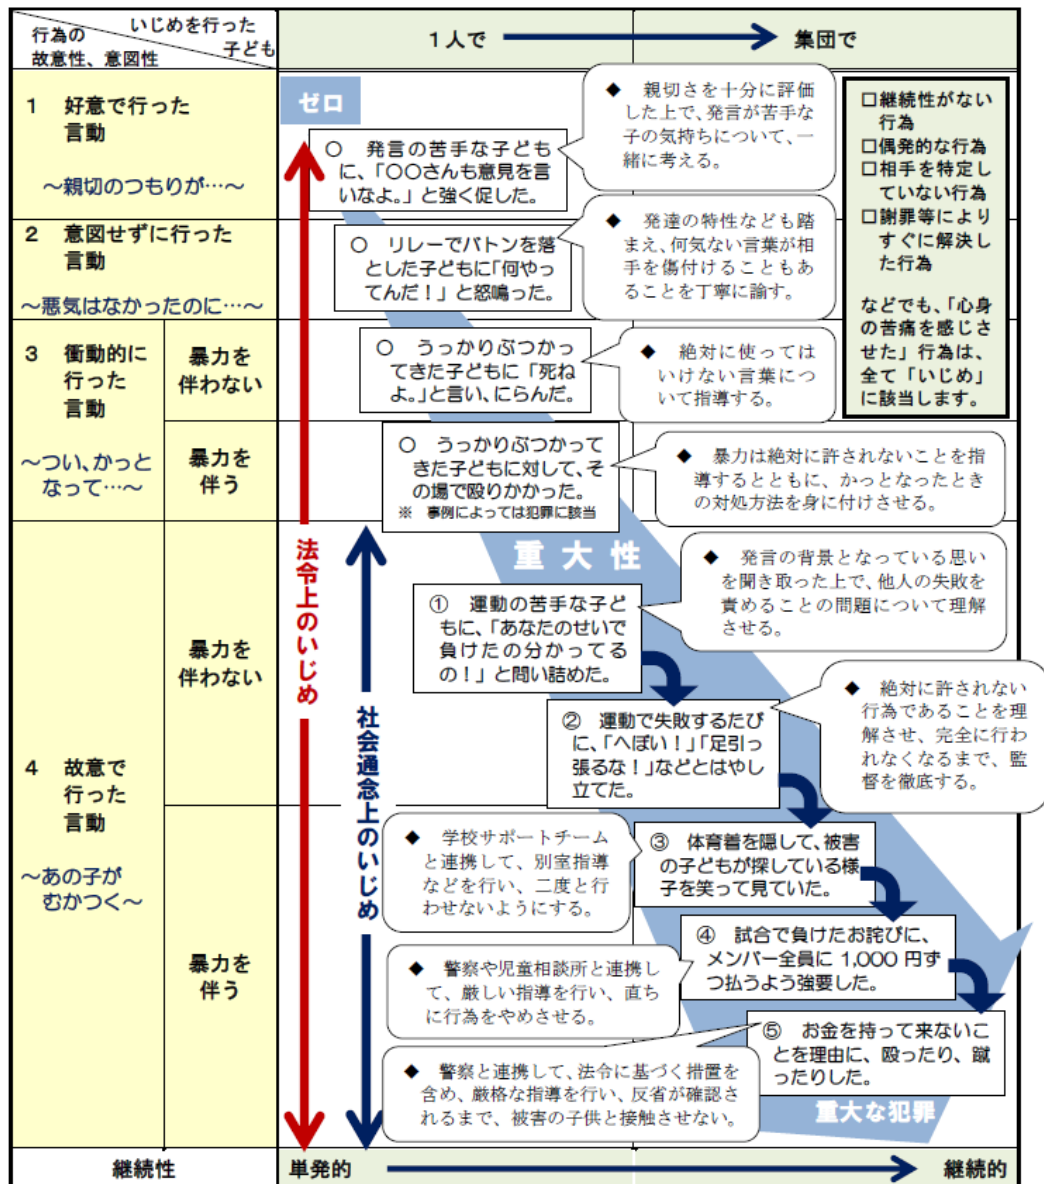 いじめを行った
子ども
行為の
故意性、意図性
1人で
集団で
1 好意で行った
言動
～親切のつもりが…～
2 意図せずに行った
言動
～悪気はなかったのに…～
3 衝動的に
行った
言動
～つい、かっと
なって…～
暴力を
伴わない
暴力を
伴う
4 故意で
行った
言動
～あの子が
むかつく～
暴力を
伴わない
暴力を
伴う
継続性
単発的
継続的
ゼロ
法令上のいじめ
社会通念上のいじめ
重大性
重大な犯罪
○ 発言の苦手な子ども
に、「○○さんも意見を言
いなよ。」と強く促した。
◆ 親切さを十分に評価
した上で、発言が苦手な
子の気持ちについて、一
緒に考える。
○ リレーでバトンを落
とした子どもに「何やっ
てんだ！」と怒鳴った。
◆ 発達の特性なども踏
まえ、何気ない言葉が相
手を傷付けることもあ
ることを丁寧に諭す。
○ うっかりぶつかっ
てきた子どもに「死ね
よ。」と言い、にらんだ。
◆ 絶対に使っては
いけない言葉につ
いて指導する。
○ うっかりぶつかって
きた子どもに対して、そ
の場で殴りかかった。
※ 事例によっては犯罪に該当
◆ 暴力は絶対に許されないことを指
導するとともに、かっとなったとき
の対処方法を身に付けさせる。
□継続性がない
行為
□偶発的な行為
□相手を特定し
ていない行為
□謝罪等により
すぐに解決し
た行為
などでも、「心身
の苦痛を感じさ
せた」行為は、
全て「いじめ」
に該当します。
① 運動の苦手な子ど
もに、「あなたのせいで
負けたの分かってる
の！」と問い詰めた。
◆ 発言の背景となっている思い
を聞き取った上で、他人の失敗を
責めることの問題について理解
させる。
② 運動で失敗するたび
に、「へぼい！」「足引っ
張るな！」などとはやし
立てた。
◆ 絶対に許されない
行為であることを理
解させ、完全に行わ
れなくなるまで、監
督を徹底する。
③ 体育着を隠して、被害
の子どもが探している様
子を笑って見ていた。
◆ 学校サポートチーム
と連携して、別室指導
などを行い、二度と行
わせないようにする。
④ 試合で負けたお詫びに、
メンバー全員に 1,000 円ず
つ払うよう強要した。
◆ 警察や児童相談所と連携し
て、厳しい指導を行い、直ち
に行為をやめさせる。
⑤ お金を持って来ないこ
とを理由に、殴ったり、蹴
ったりした。
◆ 警察と連携して、法令に基づく措置を
含め、厳格な指導を行い、反省が確認さ
れるまで、被害の子供と接触させない。